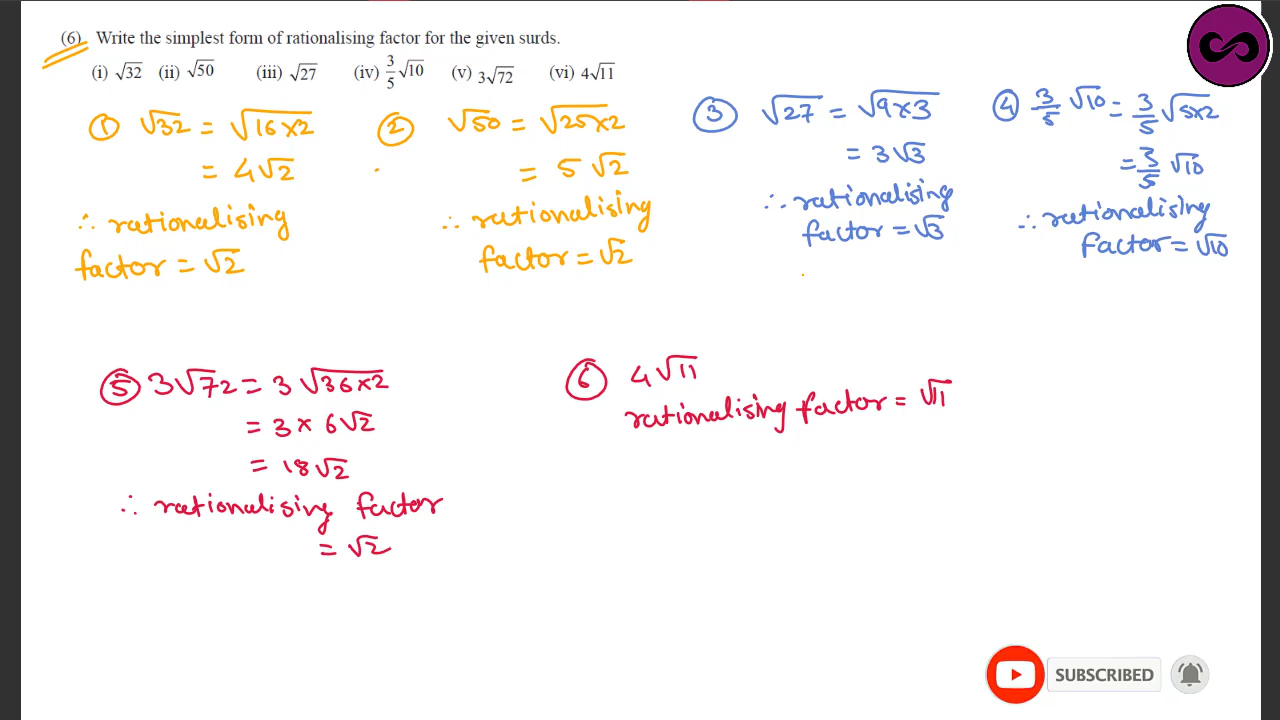 (6) Write the simplest form of rationalising factor for the given surds.
(i) √32 (ii) √50 (iii) √27 (iv) 3/5 √10 (v) 3√72 (vi) 4√11
① √32 = √16×2
= 4√2
∴ rationalising
factor = √2
② √50 = √25×2
= 5√2
∴ rationalising
factor = √2
③ √27 = √9×3
= 3√3
∴ rationalising
factor = √3
④ 3/5 √10 = 3/5 √5×2
= 3/5 √10
∴ rationalising
factor = √10
⑤ 3√72 = 3√36×2
= 3 × 6√2
= 18√2
∴ rationalising factor
= √2
⑥ 4√11
rationalising factor = √11
SUBSCRIBED